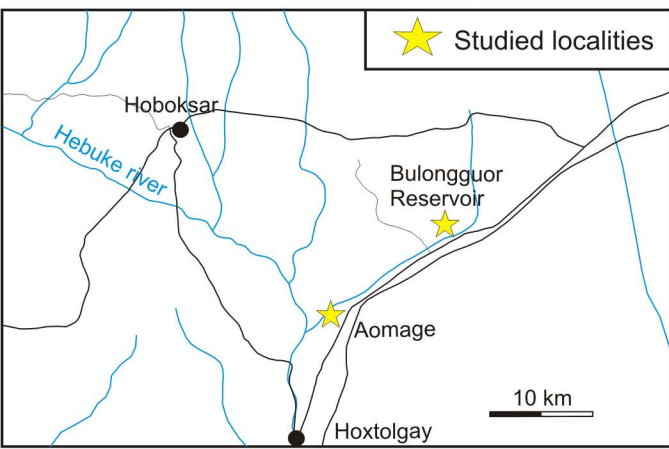 Studied localities
Hoboksar
Hebuke river
Bulongguor
Reservoir
Aomage
10 km
Hoxtolgay